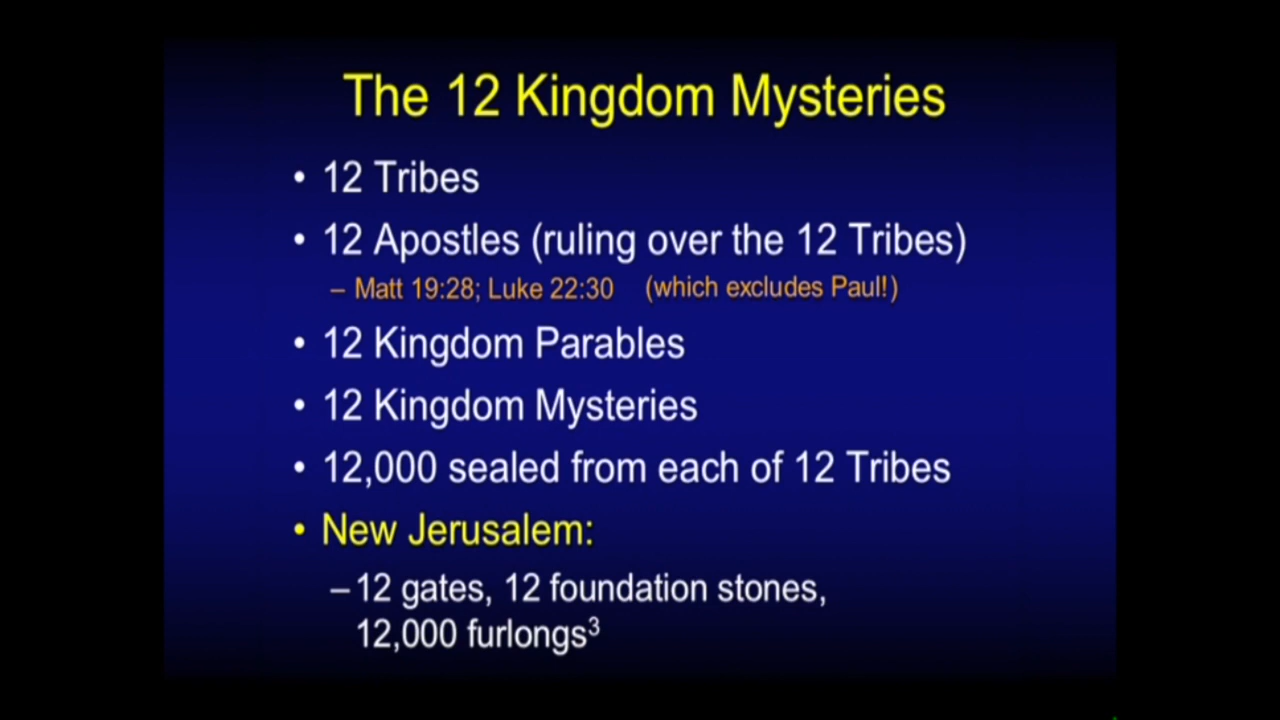 The 12 Kingdom Mysteries
• 12 Tribes
• 12 Apostles (ruling over the 12 Tribes)
– Matt 19:28; Luke 22:30 (which excludes Paul!)
• 12 Kingdom Parables
• 12 Kingdom Mysteries
• 12,000 sealed from each of 12 Tribes
• New Jerusalem:
– 12 gates, 12 foundation stones,
12,000 furlongs³